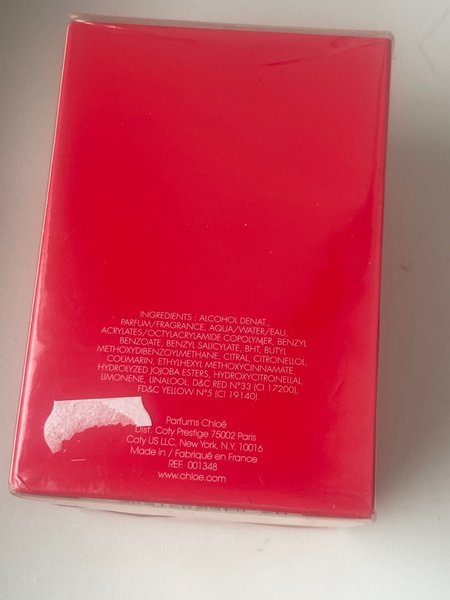 INGREDIENTS : ALCOHOL DENAT.,
PARFUM/FRAGRANCE, AQUA/WATER/EAU,
ACRYLATES/OCTYLACRYLAMIDE COPOLYMER, BENZYL
BENZOATE, BENZYL SALICYLATE, BHT, BUTYL
METHOXYDIBENZOYLMETHANE, CITRAL, CITRONELLOL,
COUMARIN, ETHYLHEXYL METHOXYCINNAMATE,
HYDROLYZED JOJOBA ESTERS, HYDROXYCITRONELLAL,
LIMONENE, LINALOOL, D&C RED N°33 (CI 17200),
FD&C YELLOW N°5 (CI 19140).
Parfums Chloé
Dist. Coty Prestige 75002 Paris
Coty US LLC, New York, N.Y. 10016
Made in / Fabriqué en France
REF. 001348
www.chloe.com